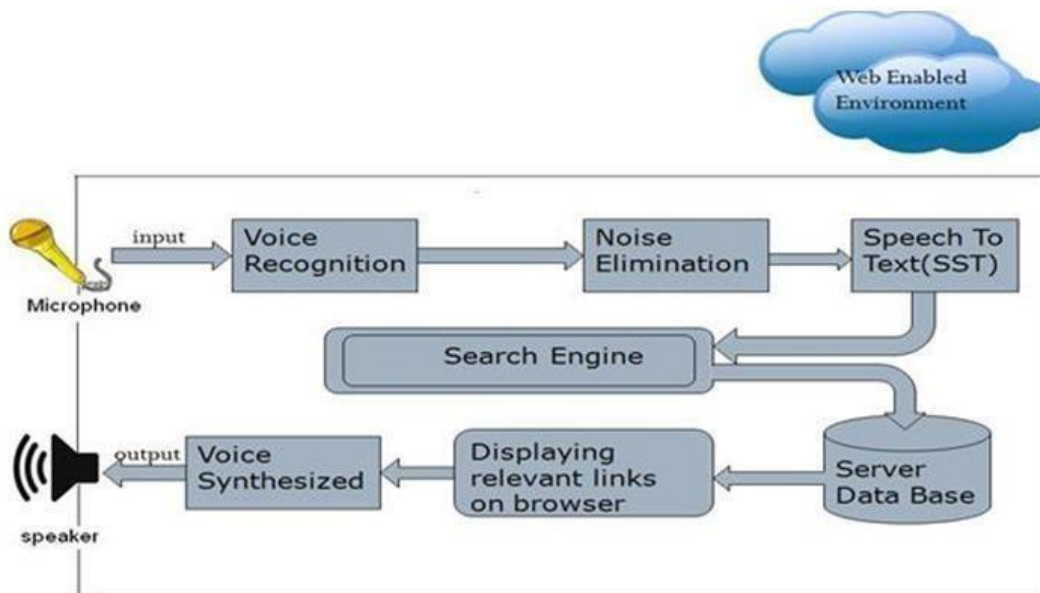 Web Enabled
Environment
input
Voice
Recognition
Noise
Elimination
Speech To
Text(SST)
Microphone
Search Engine
output
Voice
Synthesized
Displaying
relevant links
on browser
Server
Data Base
speaker